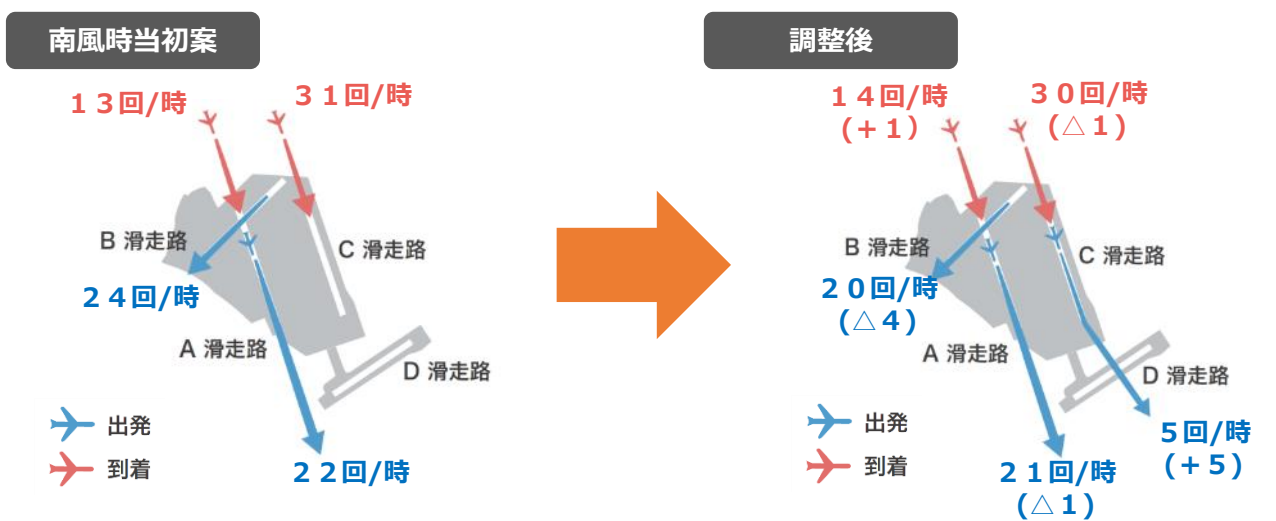 南風時当初案
13回/時
31回/時
B 滑走路
C 滑走路
24回/時
A 滑走路
D 滑走路
出発
到着
22回/時
調整後
14回/時
(+1)
30回/時
(△1)
B 滑走路
C 滑走路
20回/時
(△4)
A 滑走路
D 滑走路
出発
到着
21回/時
(△1)
5回/時
(+5)